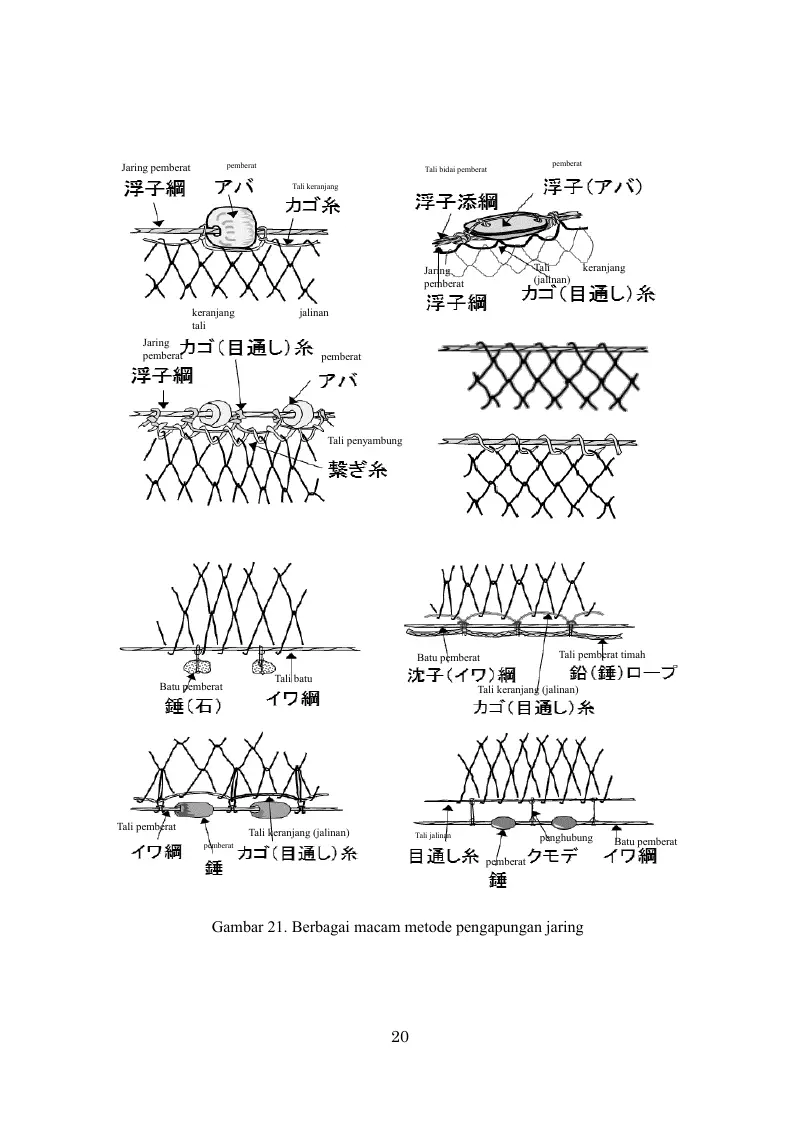 Jaring pemberat
pemberat
浮子綱
アバ
Tali keranjang
カゴ糸
Tali bidai pemberat
pemberat
浮子添綱
浮子(アバ)
Jaring
pemberat
浮子綱
Tali keranjang
(jalinan)
カゴ(目通し)糸
keranjang jalinan
tali
Jaring
pemberat
カゴ(目通し)糸
浮子綱
pemberat
アバ
Tali penyambung
繋ぎ糸
Batu pemberat
錘(石)
Tali batu
イワ綱
Batu pemberat
沈子(イワ)綱
Tali pemberat timah
鉛(錘)ロープ
Tali keranjang (jalinan)
カゴ(目通し)糸
Tali pemberat
イワ綱
pemberat
錘
Tali keranjang (jalinan)
カゴ(目通し)糸
Tali jalinan
目通し糸
pemberat
錘
penghubung
クモデ
Batu pemberat
イワ綱
Gambar 21. Berbagai macam metode pengapungan jaring
20